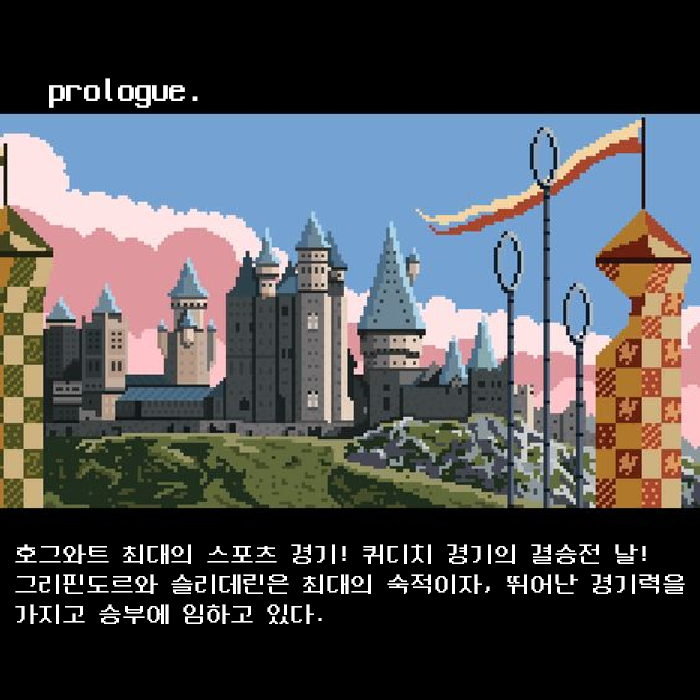 prologue.
호그와트 최대의 스포츠 경기! 퀴디치 경기의 결승전 날!
그리핀도르와 슬리데린은 최대의 숙적이자, 뛰어난 경기력을
가지고 승부에 임하고 있다.